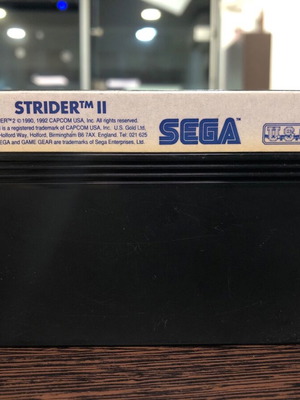 STRIDER™ II
DER™2 © 1990, 1992 CAPCOM USA, Inc. All rights reserved.
is a registered trademark of CAPCOM USA, Inc. U.S. Gold Ltd.
Holford Way, Holford, Birmingham B6 7AX. England. Tel: 021 625
SEGA and GAME GEAR are trademarks of Sega Enterprises, Ltd.
SEGA™
U.S.